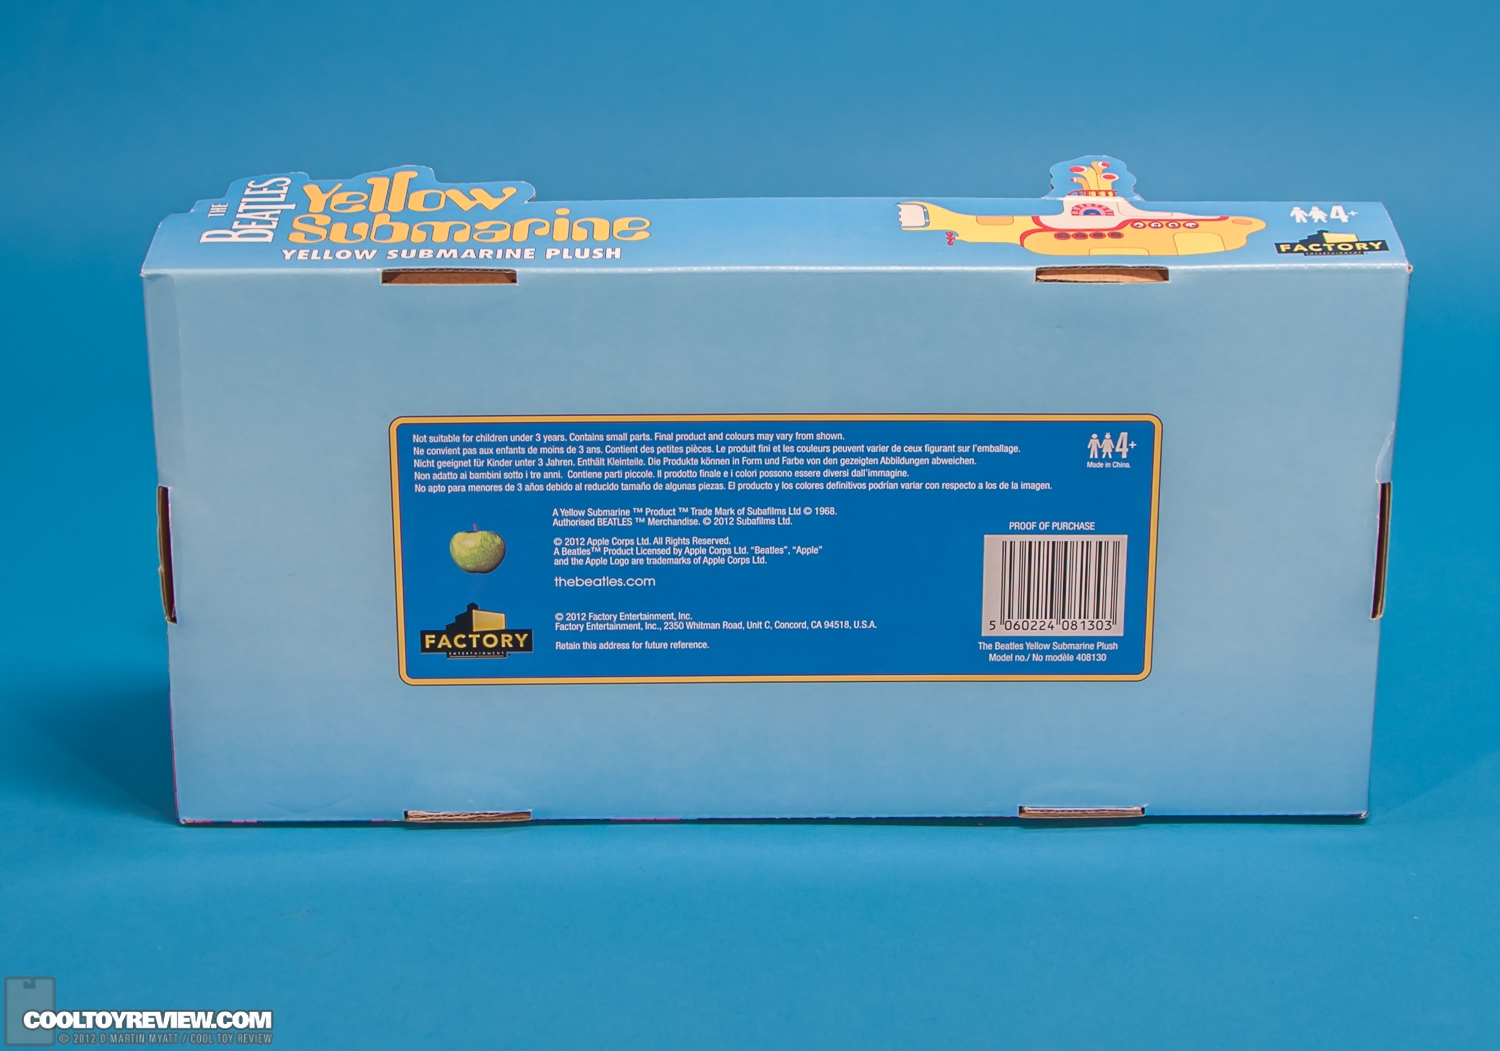 THE
BEATLES
Yellow
Submarine
YELLOW SUBMARINE PLUSH
4+
FACTORY
ENTERTAINMENT
Not suitable for children under 3 years. Contains small parts. Final product and colours may vary from shown.
Ne convient pas aux enfants de moins de 3 ans. Contient des petites pièces. Le produit fini et les couleurs peuvent varier de ceux figurant sur l'emballage.
Nicht geeignet für Kinder unter 3 Jahren. Enthält Kleinteile. Die Produkte können in Form und Farbe von den gezeigten Abbildungen abweichen.
Non adatto ai bambini sotto i tre anni. Contiene parti piccole. Il prodotto finale e i colori possono essere diversi dall'immagine.
No apto para menores de 3 años debido al reducido tamaño de algunas piezas. El producto y los colores definitivos podrían variar con respecto a los de la imagen.
4+
Made in China.
A Yellow Submarine ™ Product ™ Trade Mark of Subafilms Ltd © 1968.
Authorised BEATLES ™ Merchandise. © 2012 Subafilms Ltd.
© 2012 Apple Corps Ltd. All Rights Reserved.
A Beatles™ Product Licensed by Apple Corps Ltd. "Beatles", "Apple"
and the Apple Logo are trademarks of Apple Corps Ltd.
thebeatles.com
FACTORY
ENTERTAINMENT
© 2012 Factory Entertainment, Inc.
Factory Entertainment, Inc., 2350 Whitman Road, Unit C, Concord, CA 94518, U.S.A.
Retain this address for future reference.
PROOF OF PURCHASE
5 060224 081303
The Beatles Yellow Submarine Plush
Model no./ No modèle 408130
COOLTOYREVIEW.COM
© 2012 D MARTIN MYATT / COOL TOY REVIEW